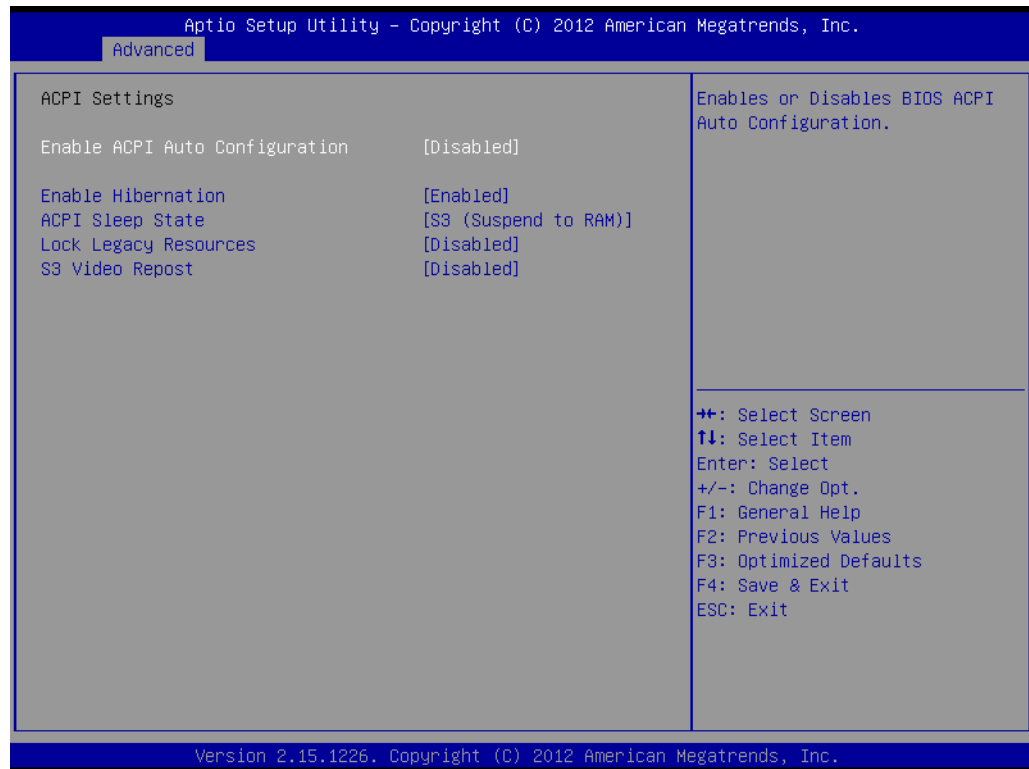 Aptio Setup Utility – Copyright (C) 2012 American Megatrends, Inc.
Advanced
ACPI Settings
Enable ACPI Auto Configuration [Disabled]
Enable Hibernation [Enabled]
ACPI Sleep State [S3 (Suspend to RAM)]
Lock Legacy Resources [Disabled]
S3 Video Repost [Disabled]
Enables or Disables BIOS ACPI
Auto Configuration.
→←: Select Screen
↑↓: Select Item
Enter: Select
+/-: Change Opt.
F1: General Help
F2: Previous Values
F3: Optimized Defaults
F4: Save & Exit
ESC: Exit
Version 2.15.1226. Copyright (C) 2012 American Megatrends, Inc.